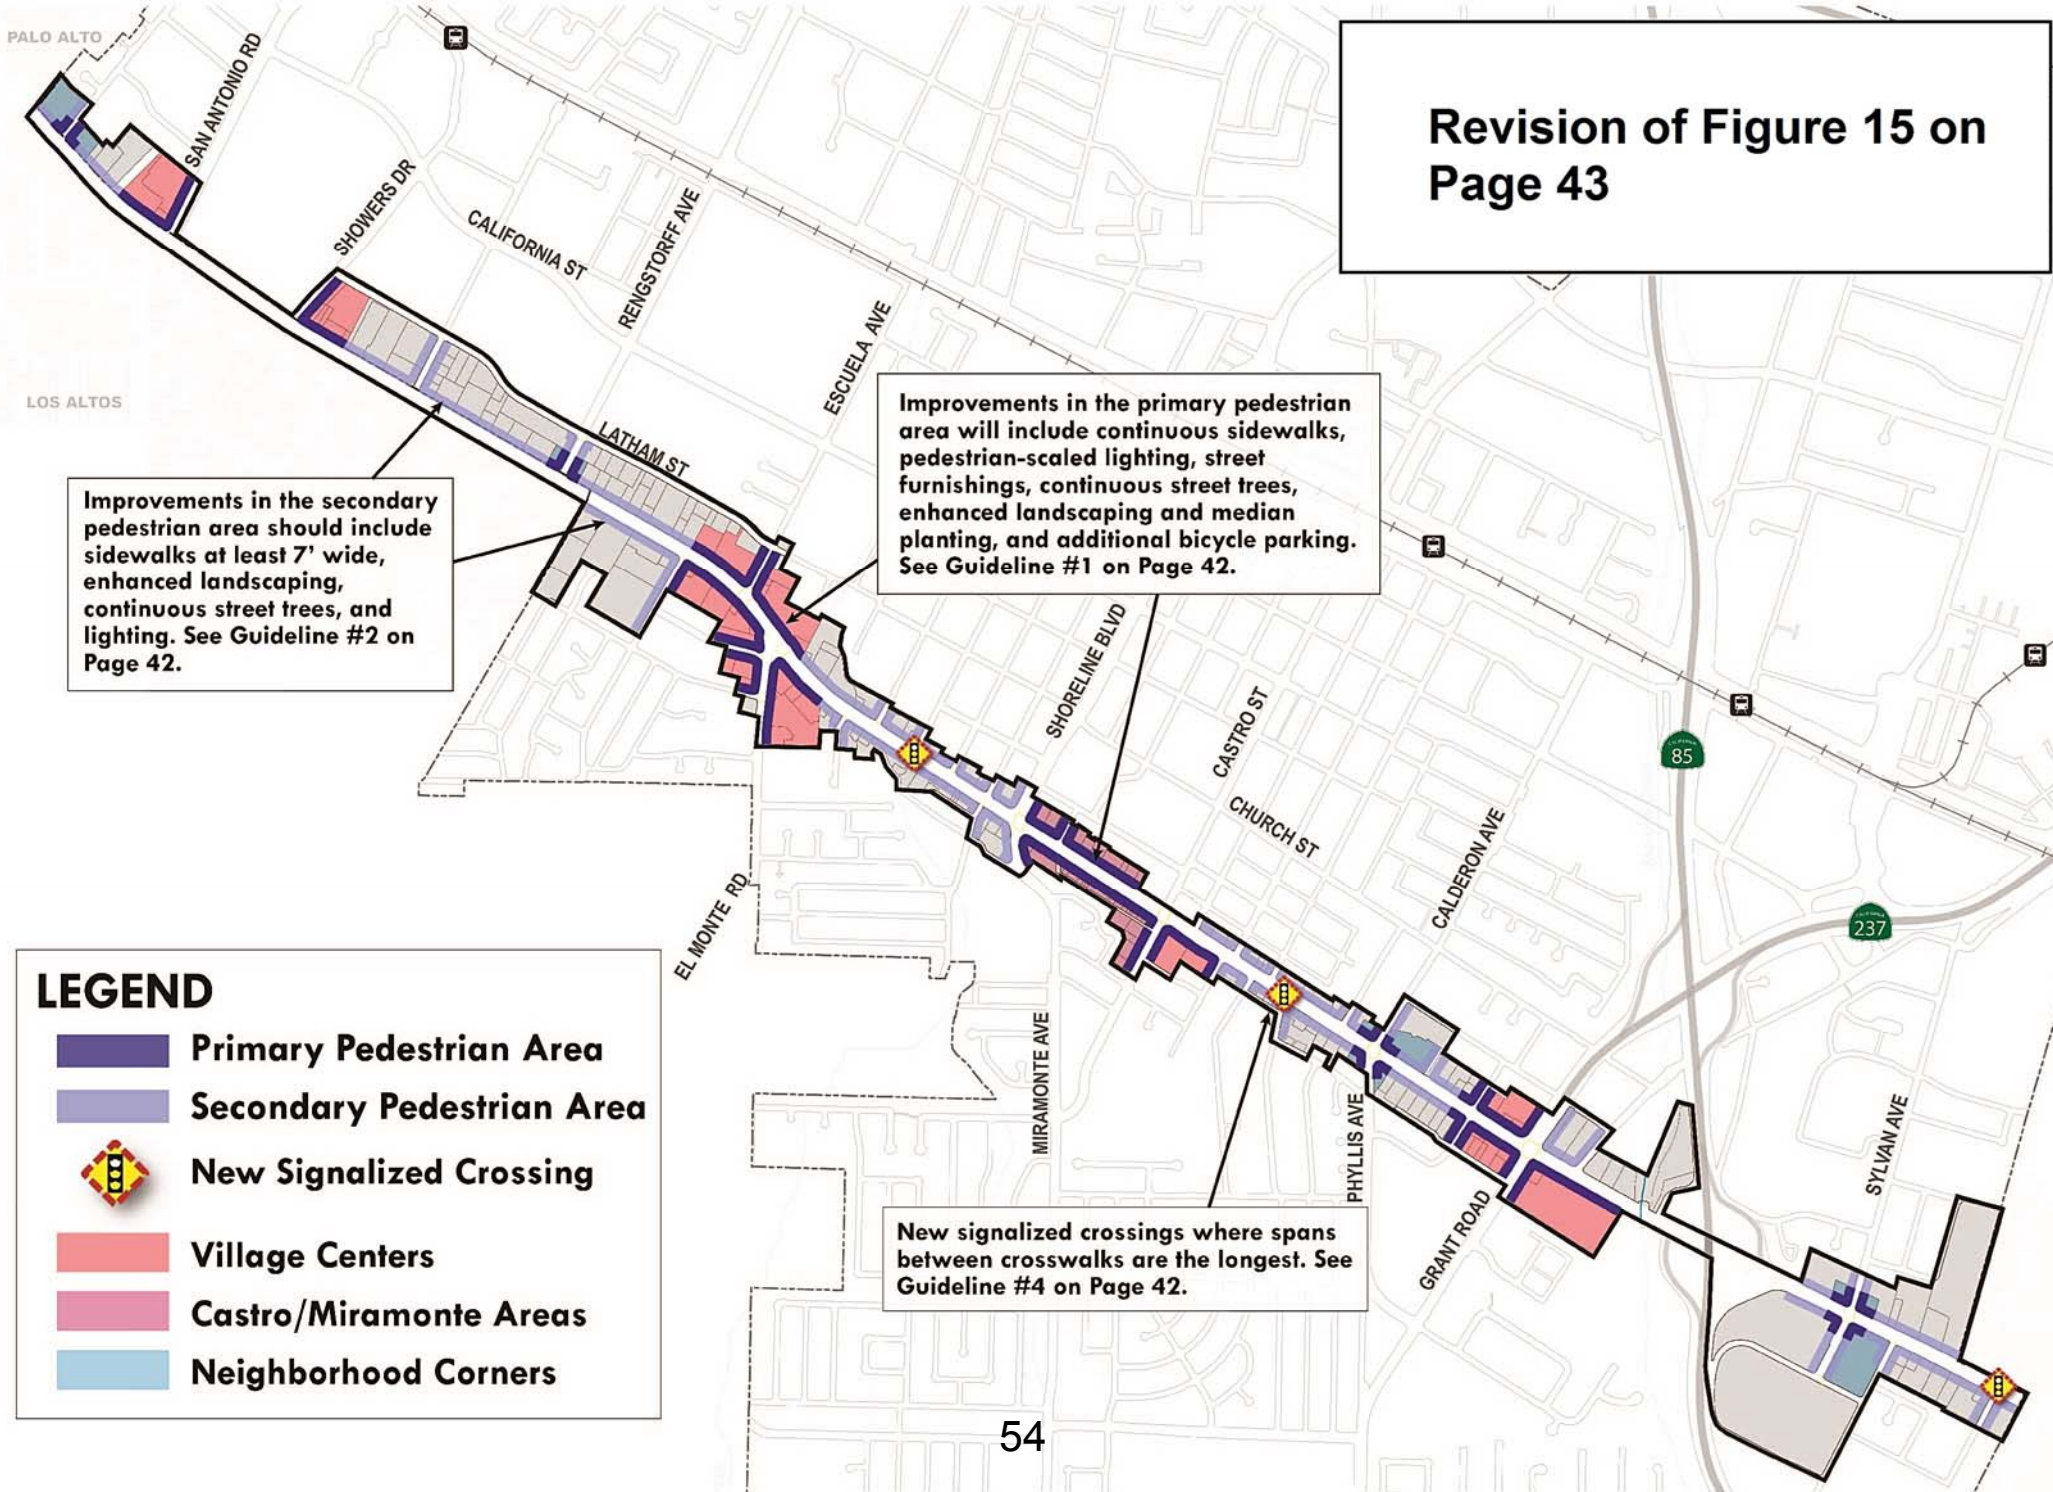 PALO ALTO
SAN ANTONIO RD
Revision of Figure 15 on
Page 43
SHOWERS DR
CALIFORNIA ST
RENGSTORFF AVE
ESCUELA AVE
LOS ALTOS
LATHAM ST
Improvements in the primary pedestrian
area will include continuous sidewalks,
pedestrian-scaled lighting, street
furnishings, continuous street trees,
enhanced landscaping and median
planting, and additional bicycle parking.
See Guideline #1 on Page 42.
Improvements in the secondary
pedestrian area should include
sidewalks at least 7' wide,
enhanced landscaping,
continuous street trees, and
lighting. See Guideline #2 on
Page 42.
SHORELINE BLVD
CASTRO ST
CHURCH ST
CALDERON AVE
CALIFORNIA
85
CALIFORNIA
237
EL MONTE RD
MIRAMONTE AVE
PHYLLIS AVE
GRANT ROAD
SYLVAN AVE
New signalized crossings where spans
between crosswalks are the longest. See
Guideline #4 on Page 42.
LEGEND
Primary Pedestrian Area
Secondary Pedestrian Area
New Signalized Crossing
Village Centers
Castro/Miramonte Areas
Neighborhood Corners
54